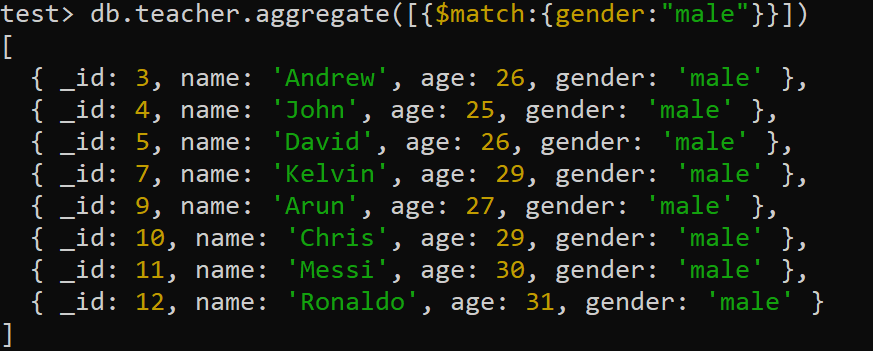 test> db.teacher.aggregate([{$match:{gender:"male"}}])
[
  { _id: 3, name: 'Andrew', age: 26, gender: 'male' },
  { _id: 4, name: 'John', age: 25, gender: 'male' },
  { _id: 5, name: 'David', age: 26, gender: 'male' },
  { _id: 7, name: 'Kelvin', age: 29, gender: 'male' },
  { _id: 9, name: 'Arun', age: 27, gender: 'male' },
  { _id: 10, name: 'Chris', age: 29, gender: 'male' },
  { _id: 11, name: 'Messi', age: 30, gender: 'male' },
  { _id: 12, name: 'Ronaldo', age: 31, gender: 'male' }
]